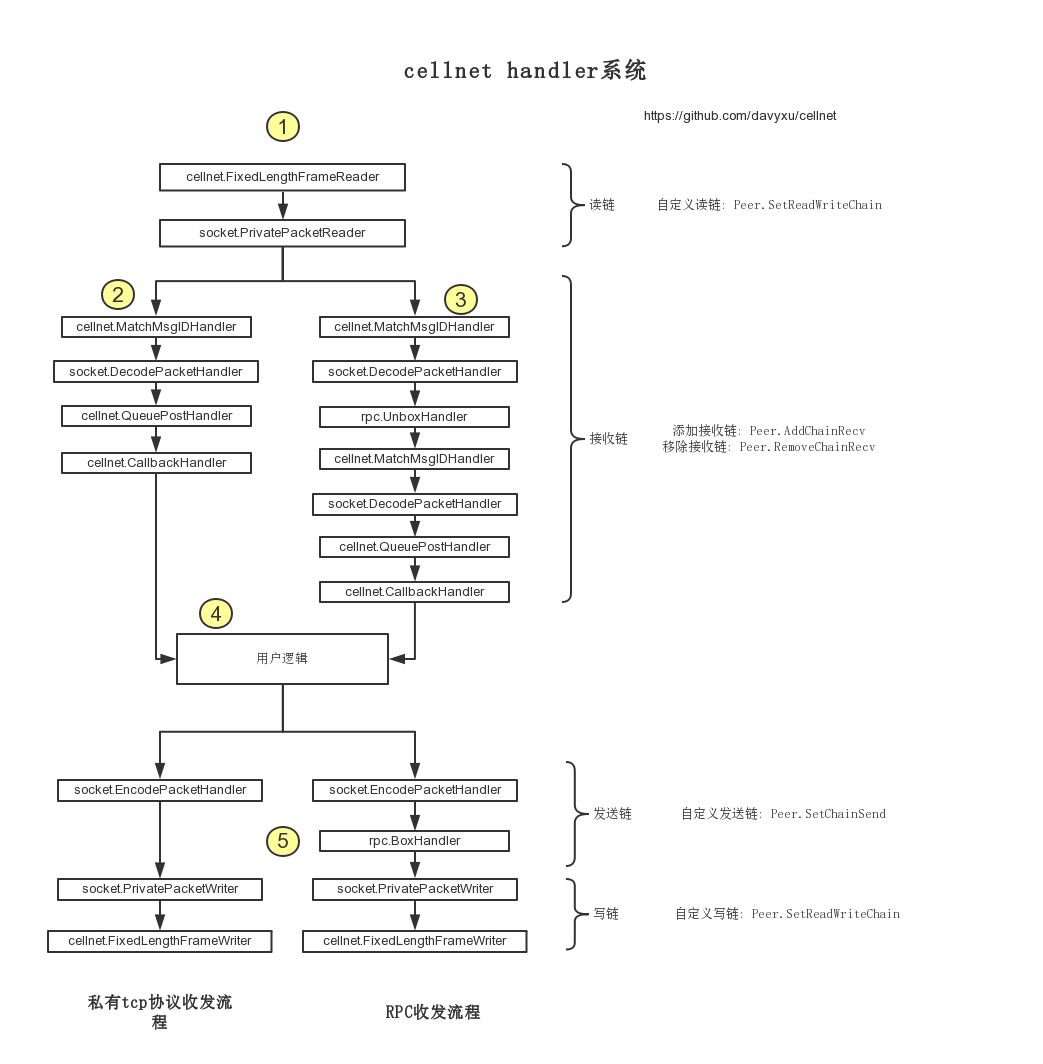 cellnet handler系统
https://github.com/davyxu/cellnet
1
cellnet.FixedLengthFrameReader
socket.PrivatePacketReader
读链
自定义读链: Peer.SetReadWriteChain
2
3
cellnet.MatchMsgIDHandler
socket.DecodePacketHandler
cellnet.QueuePostHandler
cellnet.CallbackHandler
cellnet.MatchMsgIDHandler
socket.DecodePacketHandler
rpc.UnboxHandler
cellnet.MatchMsgIDHandler
socket.DecodePacketHandler
cellnet.QueuePostHandler
cellnet.CallbackHandler
接收链
添加接收链: Peer.AddChainRecv
移除接收链: Peer.RemoveChainRecv
4
用户逻辑
socket.EncodePacketHandler
socket.PrivatePacketWriter
cellnet.FixedLengthFrameWriter
5
socket.EncodePacketHandler
rpc.BoxHandler
socket.PrivatePacketWriter
cellnet.FixedLengthFrameWriter
发送链
自定义发送链: Peer.SetChainSend
写链
自定义写链: Peer.SetReadWriteChain
私有tcp协议收发流
程
RPC收发流程